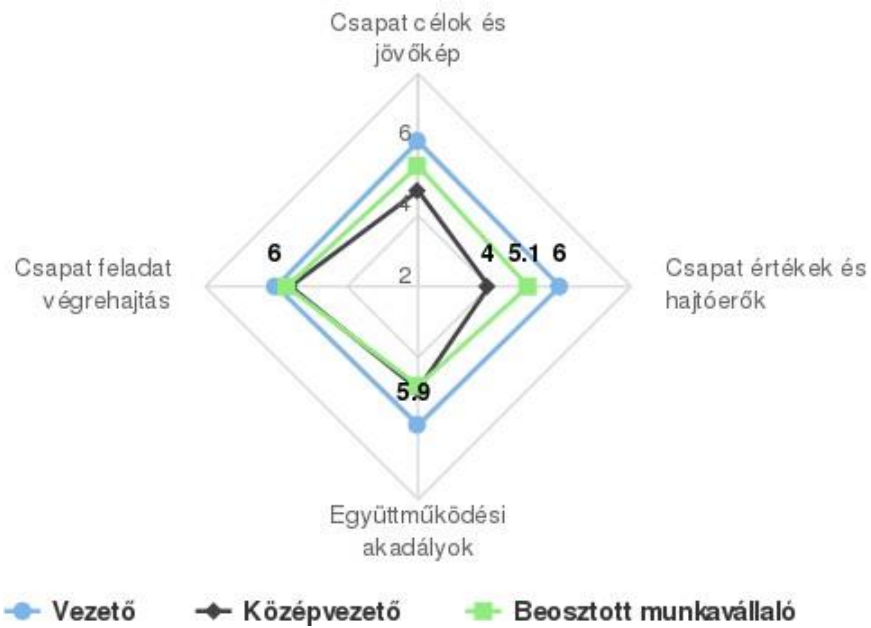 Csapat célok és
jövőkép
6
4
2
6
4 5.1 6
5.9
Csapat feladat
végrehajtás
Csapat értékek és
hajtóerők
Együttműködési
akadályok
Vezető Középvezető Beosztott munkavállaló